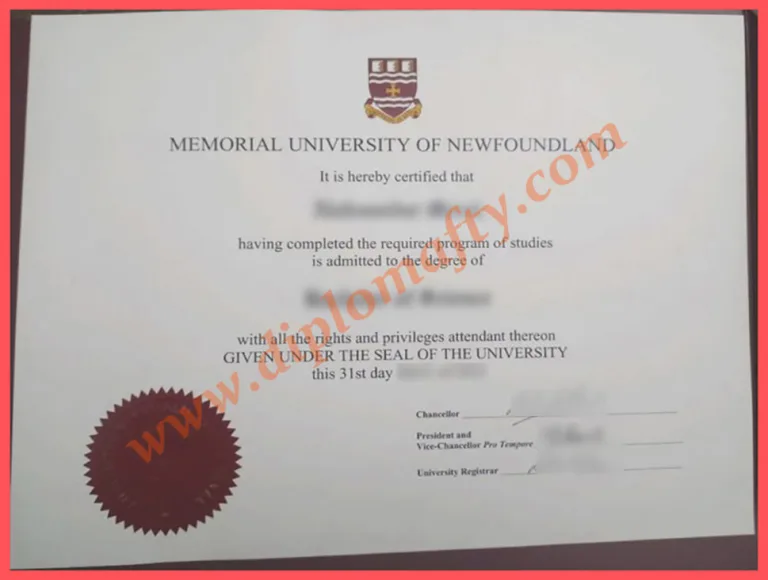 MEMORIAL UNIVERSITY OF NEWFOUNDLAND
It is hereby certified that
having completed the required program of studies
is admitted to the degree of
with all the rights and privileges attendant thereon
GIVEN UNDER THE SEAL OF THE UNIVERSITY
this 31st day
Chancellor
President and
Vice-Chancellor Pro Tempore
University Registrar
www.diplomafty.com